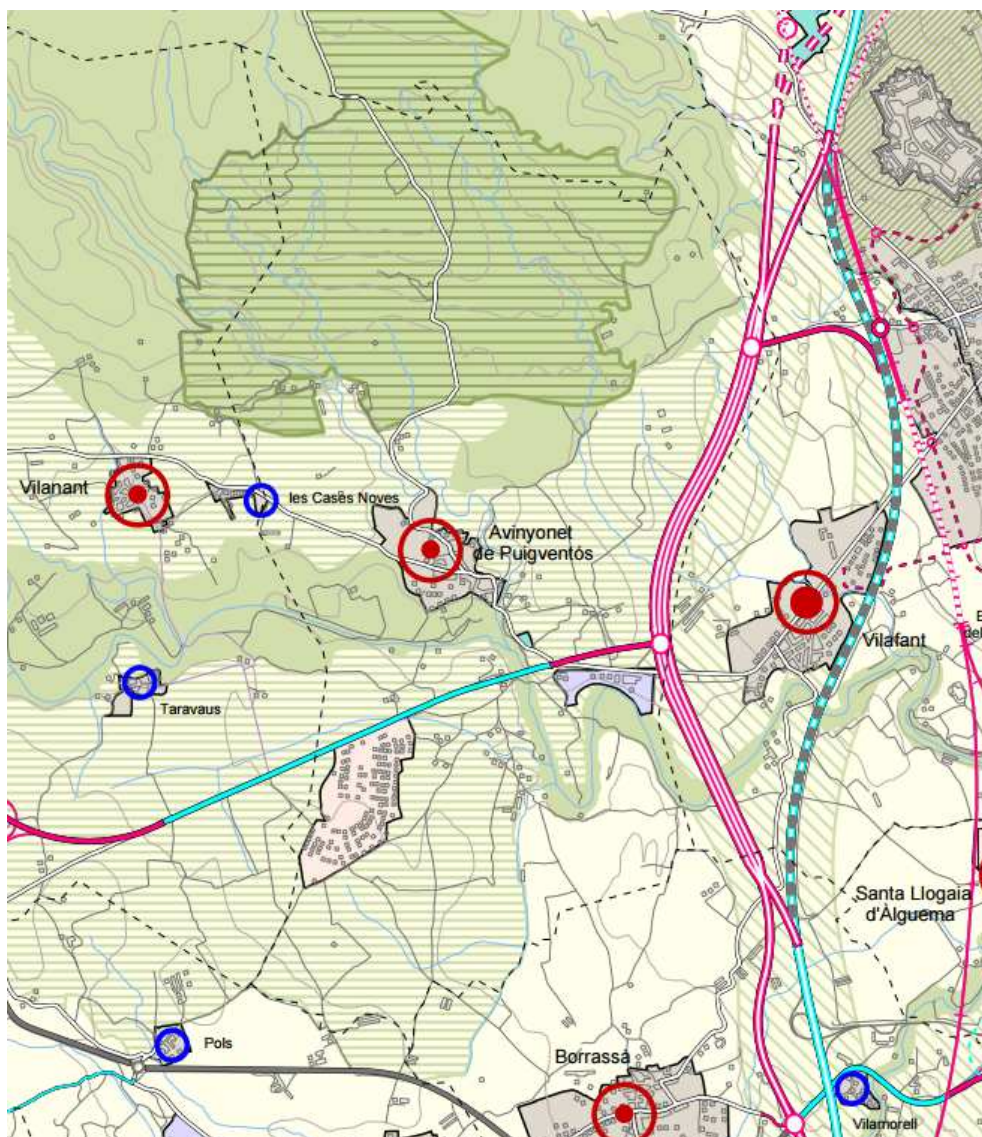 Vilanant
les Cases Noves
Avinyonet
de Puigventós
Vilafant
Taravaus
Santa Llogaia
d'Àlguema
Pols
Borrassà
Vilamorell